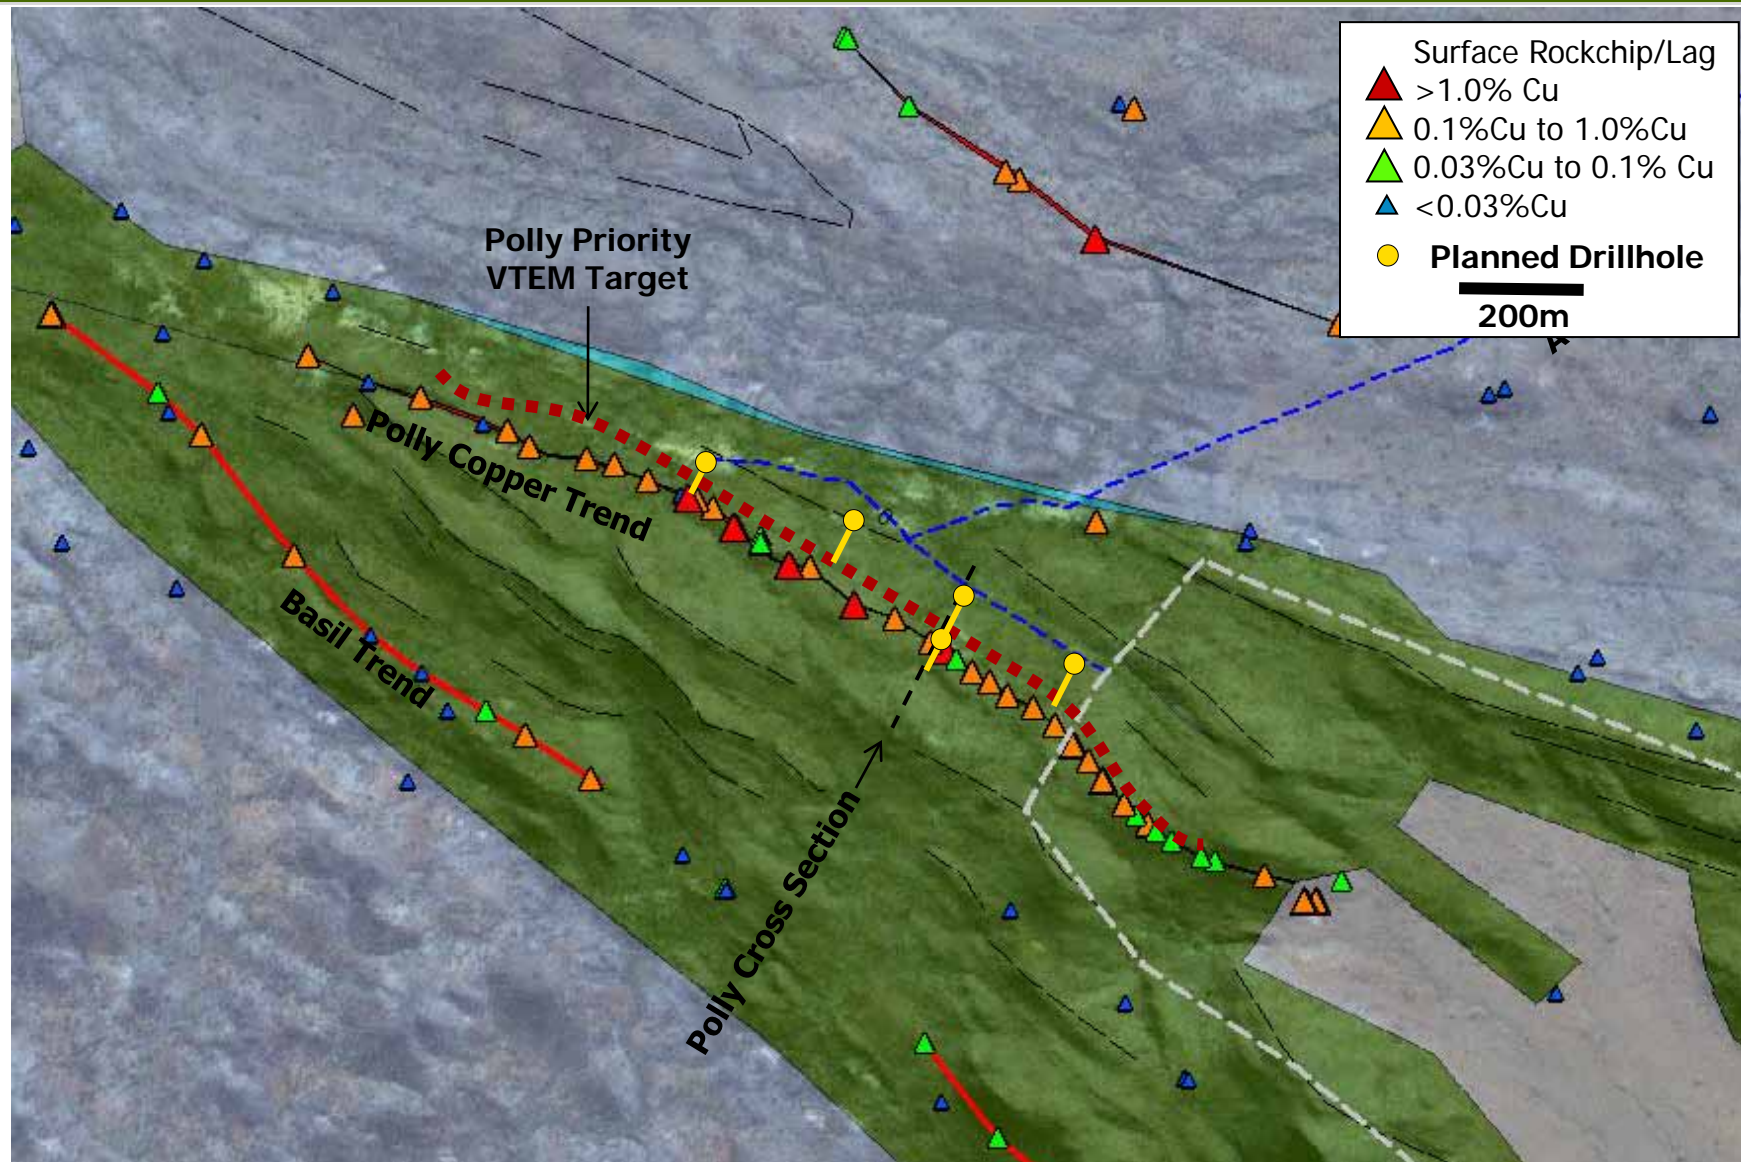 Surface Rockchip/Lag
>1.0% Cu
0.1%Cu to 1.0%Cu
0.03%Cu to 0.1% Cu
<0.03%Cu
Planned Drillhole
200m
A
Polly Priority
VTEM Target
Polly Copper Trend
Basil Trend
Polly Cross Section